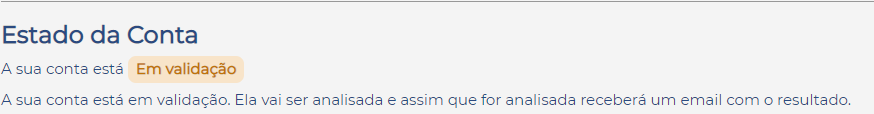 Estado da Conta
A sua conta está Em validação
A sua conta está em validação. Ela vai ser analisada e assim que for analisada receberá um email com o resultado.